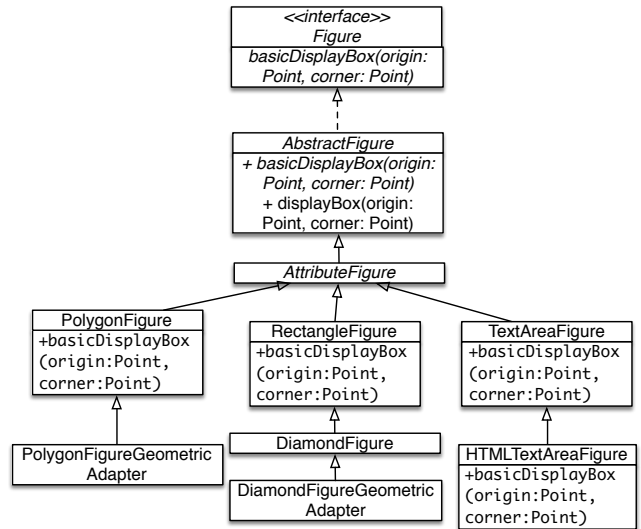 <<interface>>
Figure
basicDisplayBox(origin:
Point, corner: Point)
AbstractFigure
+ basicDisplayBox(origin:
Point, corner: Point)
+ displayBox(origin:
Point, corner: Point)
AttributeFigure
PolygonFigure
+basicDisplayBox
(origin:Point,
corner:Point)
RectangleFigure
+basicDisplayBox
(origin:Point,
corner:Point)
TextAreaFigure
+basicDisplayBox
(origin:Point,
corner:Point)
PolygonFigureGeometric
Adapter
DiamondFigure
DiamondFigureGeometric
Adapter
HTMLTextAreaFigure
+basicDisplayBox
(origin:Point,
corner:Point)